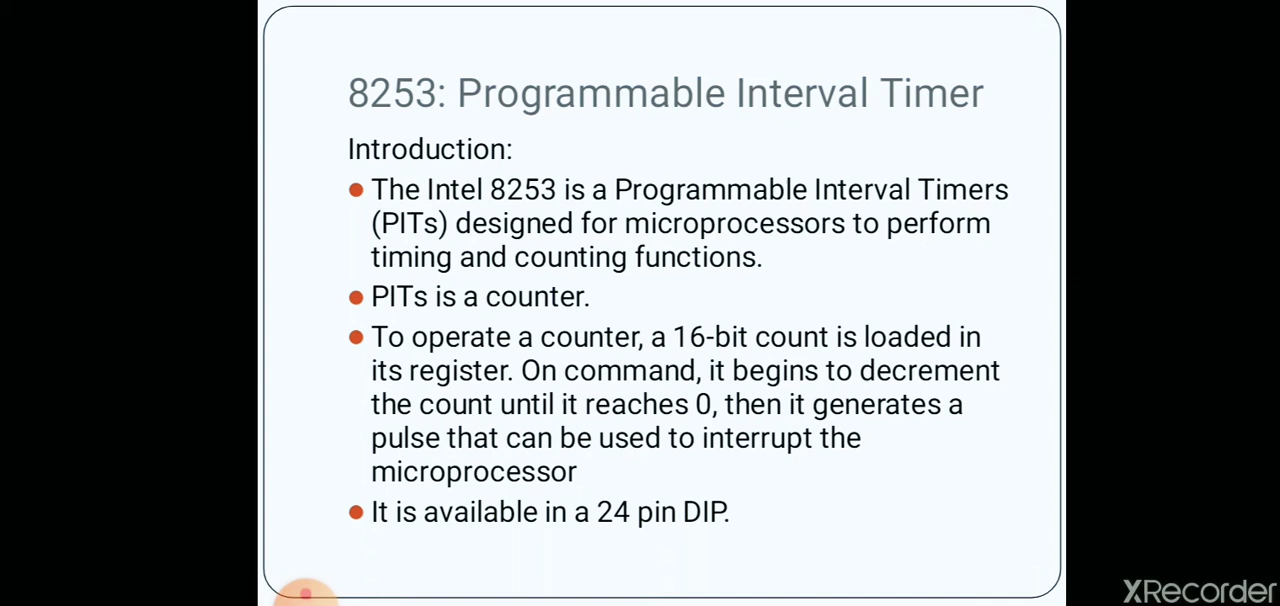 8253: Programmable Interval Timer
Introduction:
The Intel 8253 is a Programmable Interval Timers
(PITs) designed for microprocessors to perform
timing and counting functions.
PITs is a counter.
To operate a counter, a 16-bit count is loaded in
its register. On command, it begins to decrement
the count until it reaches 0, then it generates a
pulse that can be used to interrupt the
microprocessor
It is available in a 24 pin DIP.
XRecorder